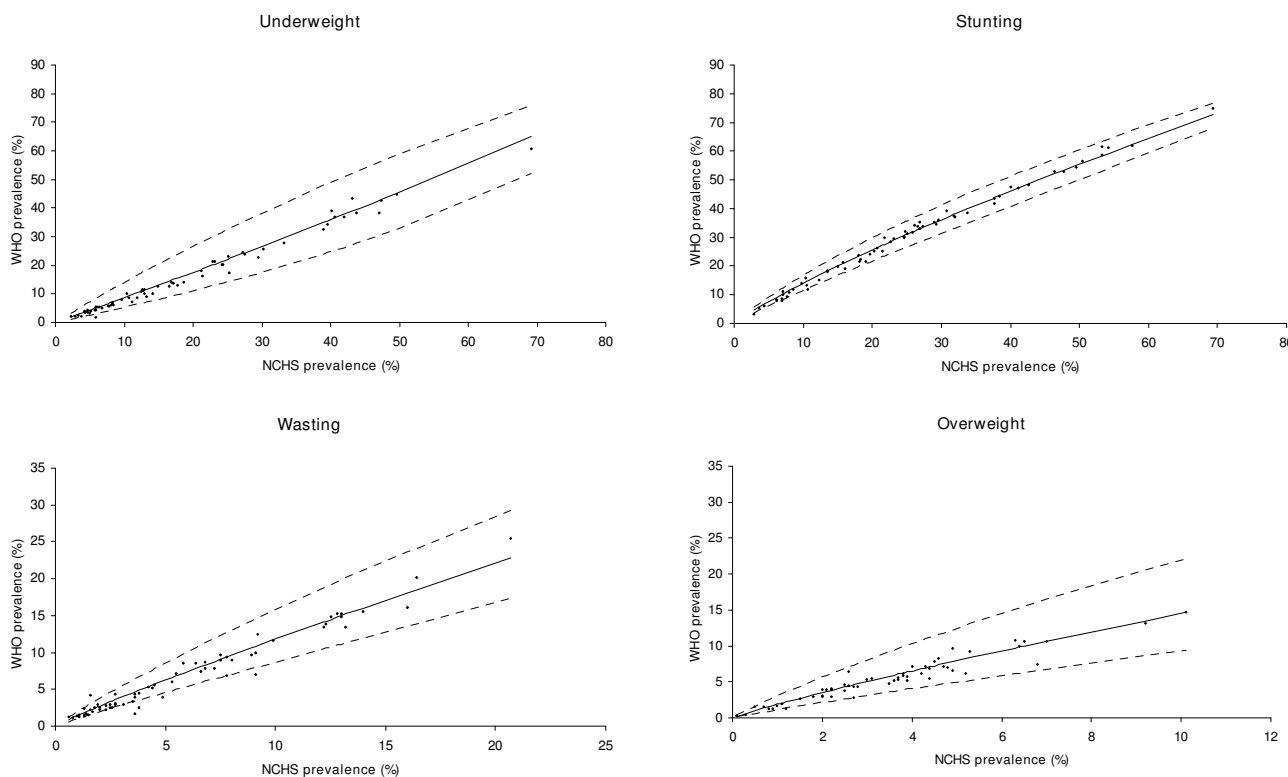 Underweight
90
80
70
60
50
40
30
20
10
0
WHO prevalence (%)
0 10 20 30 40 50 60 70 80
NCHS prevalence (%)
Stunting
90
80
70
60
50
40
30
20
10
0
WHO prevalence (%)
0 10 20 30 40 50 60 70 80
NCHS prevalence (%)
Wasting
35
30
25
20
15
10
5
0
WHO prevalence (%)
0 5 10 15 20 25
NCHS prevalence (%)
Overweight
35
30
25
20
15
10
5
0
WHO prevalence (%)
0 2 4 6 8 10 12
NCHS prevalence (%)